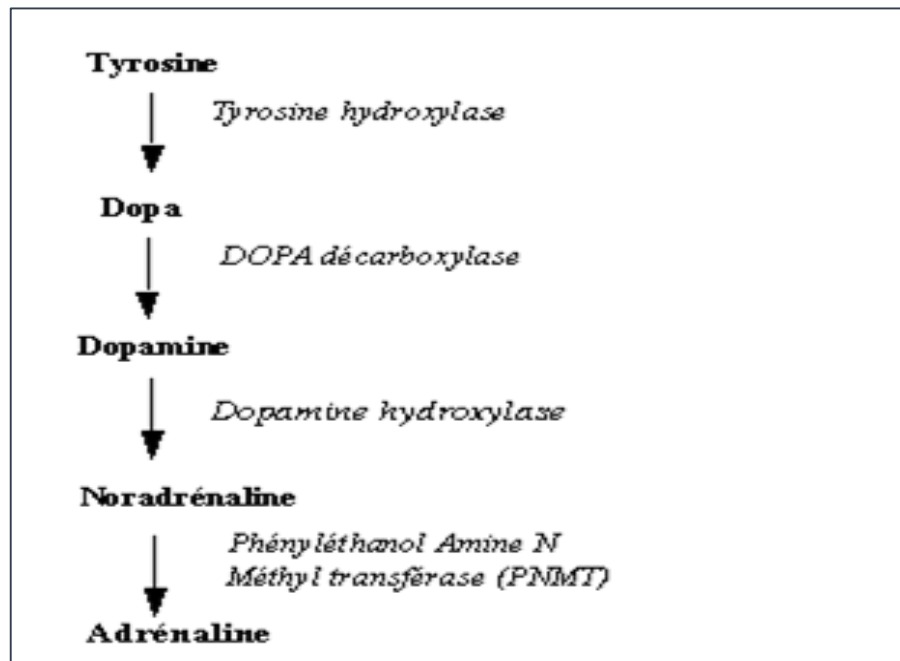 Tyrosine
Tyrosine hydroxylase
Dopa
DOPA décarboxylase
Dopamine
Dopamine hydroxylase
Noradrénaline
Phényléthanol Amine N
Méthyl transférase (PNMT)
Adrénaline